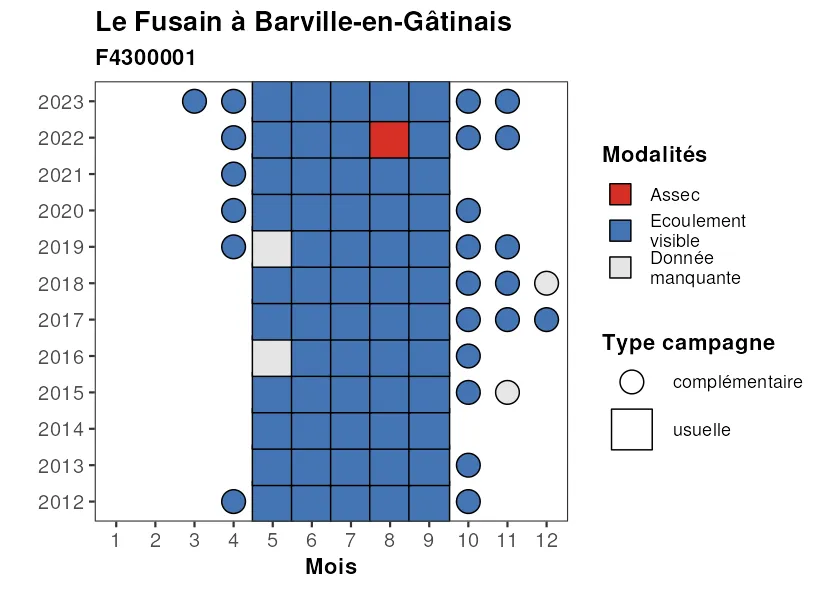 Le Fusain à Barville-en-Gâtinais
F4300001
2023
2022
2021
2020
2019
2018
2017
2016
2015
2014
2013
2012
1 2 3 4 5 6 7 8 9 10 11 12
Mois
Modalités
Assec
Ecoulement
visible
Donnée
manquante
Type campagne
complémentaire
usuelle